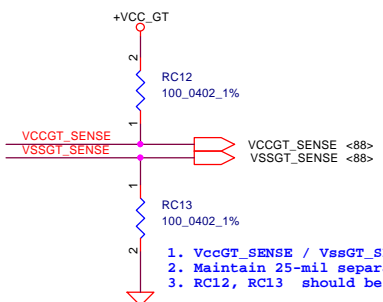 +VCC_GT
2
RC12
100_0402_1%
1
VCCGT_SENSE
VCCGT_SENSE <88>
VSSGT_SENSE
VSSGT_SENSE <88>
1
RC13
100_0402_1%
2
1. VccGT_SENSE / VssGT_S
2. Maintain 25-mil separ
3. RC12, RC13 should be